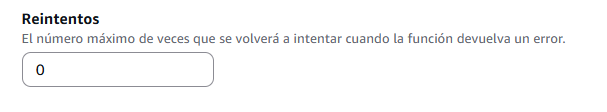 Reintentos
El número máximo de veces que se volverá a intentar cuando la función devuelva un error.
0